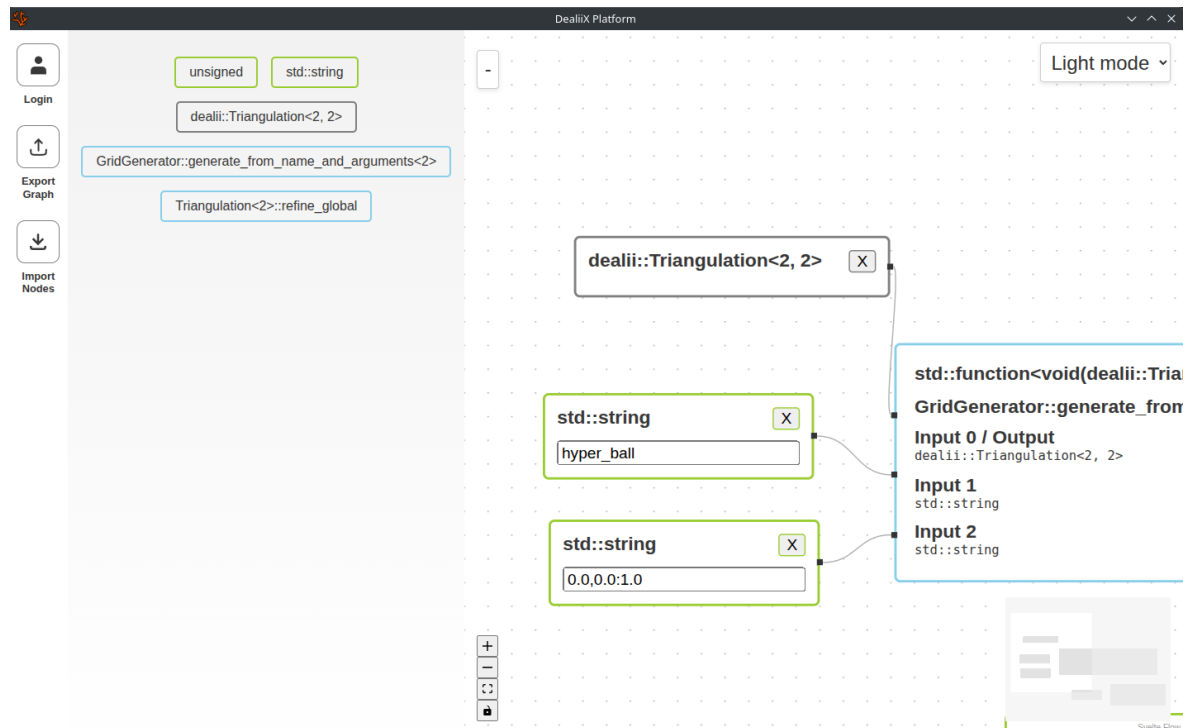 DealiiX Platform
Login
Export
Graph
Import
Nodes
unsigned
std::string
dealii::Triangulation<2, 2>
GridGenerator::generate_from_name_and_arguments<2>
Triangulation<2>::refine_global
-
Light mode
dealii::Triangulation<2, 2>
X
std::string
X
hyper_ball
std::string
X
0.0,0.0:1.0
std::function<void(dealii::Tria
GridGenerator::generate_from
Input 0 / Output
dealii::Triangulation<2, 2>
Input 1
std::string
Input 2
std::string
Svelte Flow